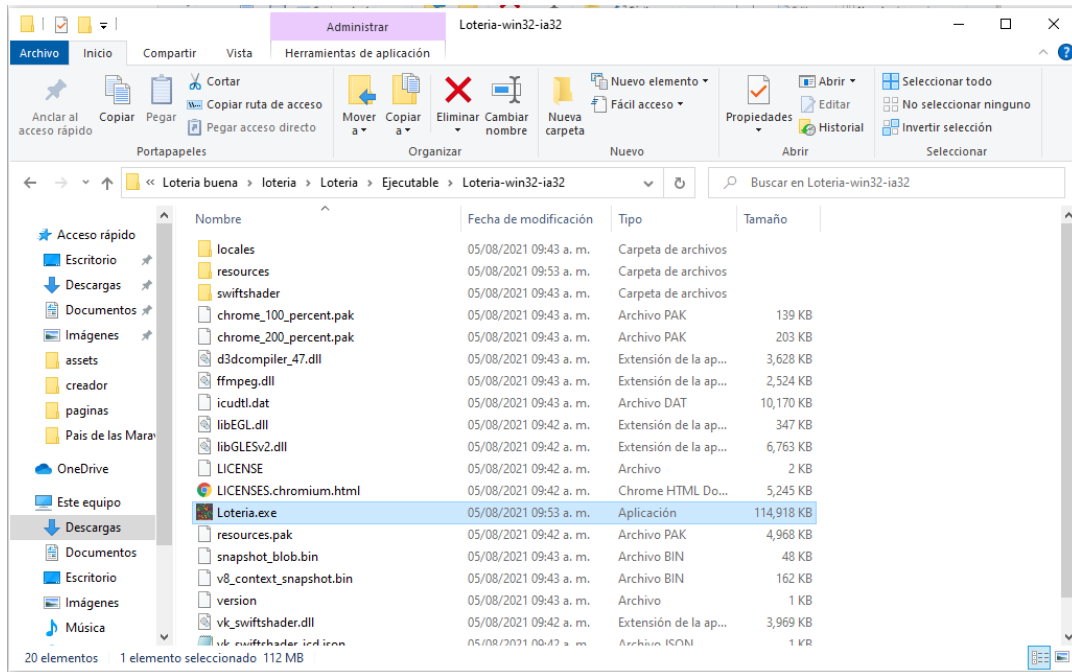 Administrar
Loteria-win32-ia32
Archivo Inicio Compartir Vista Herramientas de aplicación
Anclar al acceso rápido
Copiar
Pegar
Cortar
Copiar ruta de acceso
Pegar acceso directo
Mover a
Copiar a
Eliminar
Cambiar nombre
Nueva carpeta
Nuevo elemento
Fácil acceso
Propiedades
Abrir
Editar
Historial
Seleccionar todo
No seleccionar ninguno
Invertir selección
Portapapeles Organizar Nuevo Abrir Seleccionar
« Loteria buena > loteria > Loteria > Ejecutable > Loteria-win32-ia32
Buscar en Loteria-win32-ia32
Acceso rápido
Escritorio
Descargas
Documentos
Imágenes
assets
creador
paginas
Pais de las Marav
OneDrive
Este equipo
Descargas
Documentos
Escritorio
Imágenes
Música
Nombre Fecha de modificación Tipo Tamaño
locales 05/08/2021 09:43 a. m. Carpeta de archivos
resources 05/08/2021 09:53 a. m. Carpeta de archivos
swiftshader 05/08/2021 09:43 a. m. Carpeta de archivos
chrome_100_percent.pak 05/08/2021 09:43 a. m. Archivo PAK 139 KB
chrome_200_percent.pak 05/08/2021 09:43 a. m. Archivo PAK 203 KB
d3dcompiler_47.dll 05/08/2021 09:43 a. m. Extensión de la ap... 3,628 KB
ffmpeg.dll 05/08/2021 09:43 a. m. Extensión de la ap... 2,524 KB
icudtl.dat 05/08/2021 09:43 a. m. Archivo DAT 10,170 KB
libEGL.dll 05/08/2021 09:42 a. m. Extensión de la ap... 347 KB
libGLESv2.dll 05/08/2021 09:43 a. m. Extensión de la ap... 6,763 KB
LICENSE 05/08/2021 09:42 a. m. Archivo 2 KB
LICENSES.chromium.html 05/08/2021 09:42 a. m. Chrome HTML Do... 5,245 KB
Loteria.exe 05/08/2021 09:53 a. m. Aplicación 114,918 KB
resources.pak 05/08/2021 09:42 a. m. Archivo PAK 4,968 KB
snapshot_blob.bin 05/08/2021 09:43 a. m. Archivo BIN 48 KB
v8_context_snapshot.bin 05/08/2021 09:43 a. m. Archivo BIN 162 KB
version 05/08/2021 09:43 a. m. Archivo 1 KB
vk_swiftshader.dll 05/08/2021 09:42 a. m. Extensión de la ap... 3,969 KB
vk_swiftshader_icd.json 05/08/2021 09:42 a. m. Archivo JSON 1 KB
20 elementos 1 elemento seleccionado 112 MB